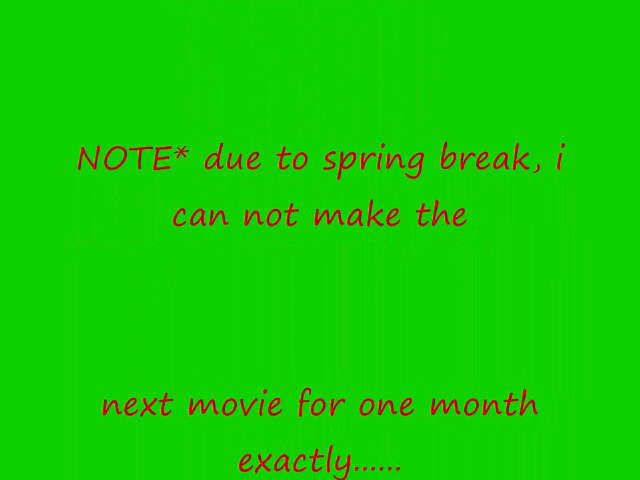 NOTE* due to spring break, i
can not make the
next movie for one month
exactly......